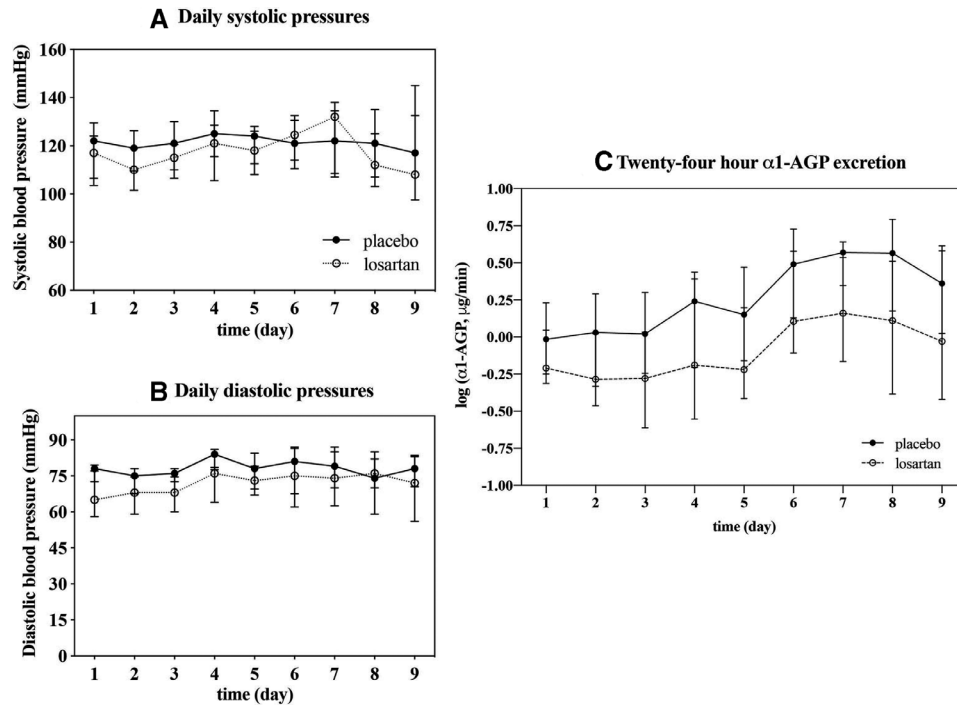 A Daily systolic pressures
Systolic blood pressure (mmHg)
160
140
120
100
80
60
placebo
losartan
1 2 3 4 5 6 7 8 9
time (day)
B Daily diastolic pressures
Diastolic blood pressure (mmHg)
90
75
60
45
30
15
0
1 2 3 4 5 6 7 8 9
time (day)
C Twenty-four hour α1-AGP excretion
log (α1-AGP, µg/min)
1.00
0.75
0.50
0.25
0.00
-0.25
-0.50
-0.75
-1.00
placebo
losartan
1 2 3 4 5 6 7 8 9
time (day)